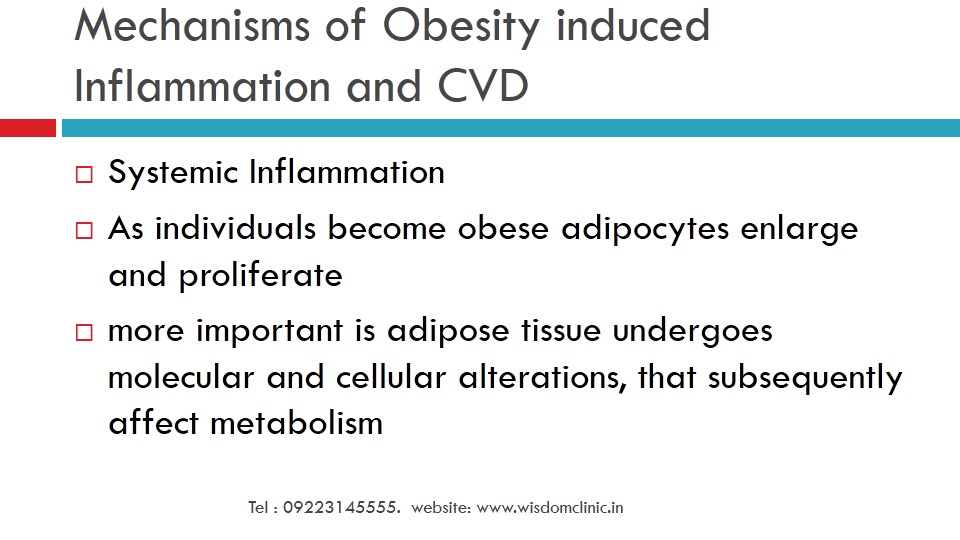 Mechanisms of Obesity induced
Inflammation and CVD
Systemic Inflammation
As individuals become obese adipocytes enlarge
and proliferate
more important is adipose tissue undergoes
molecular and cellular alterations, that subsequently
affect metabolism
Tel : 09223145555.  website: www.wisdomclinic.in